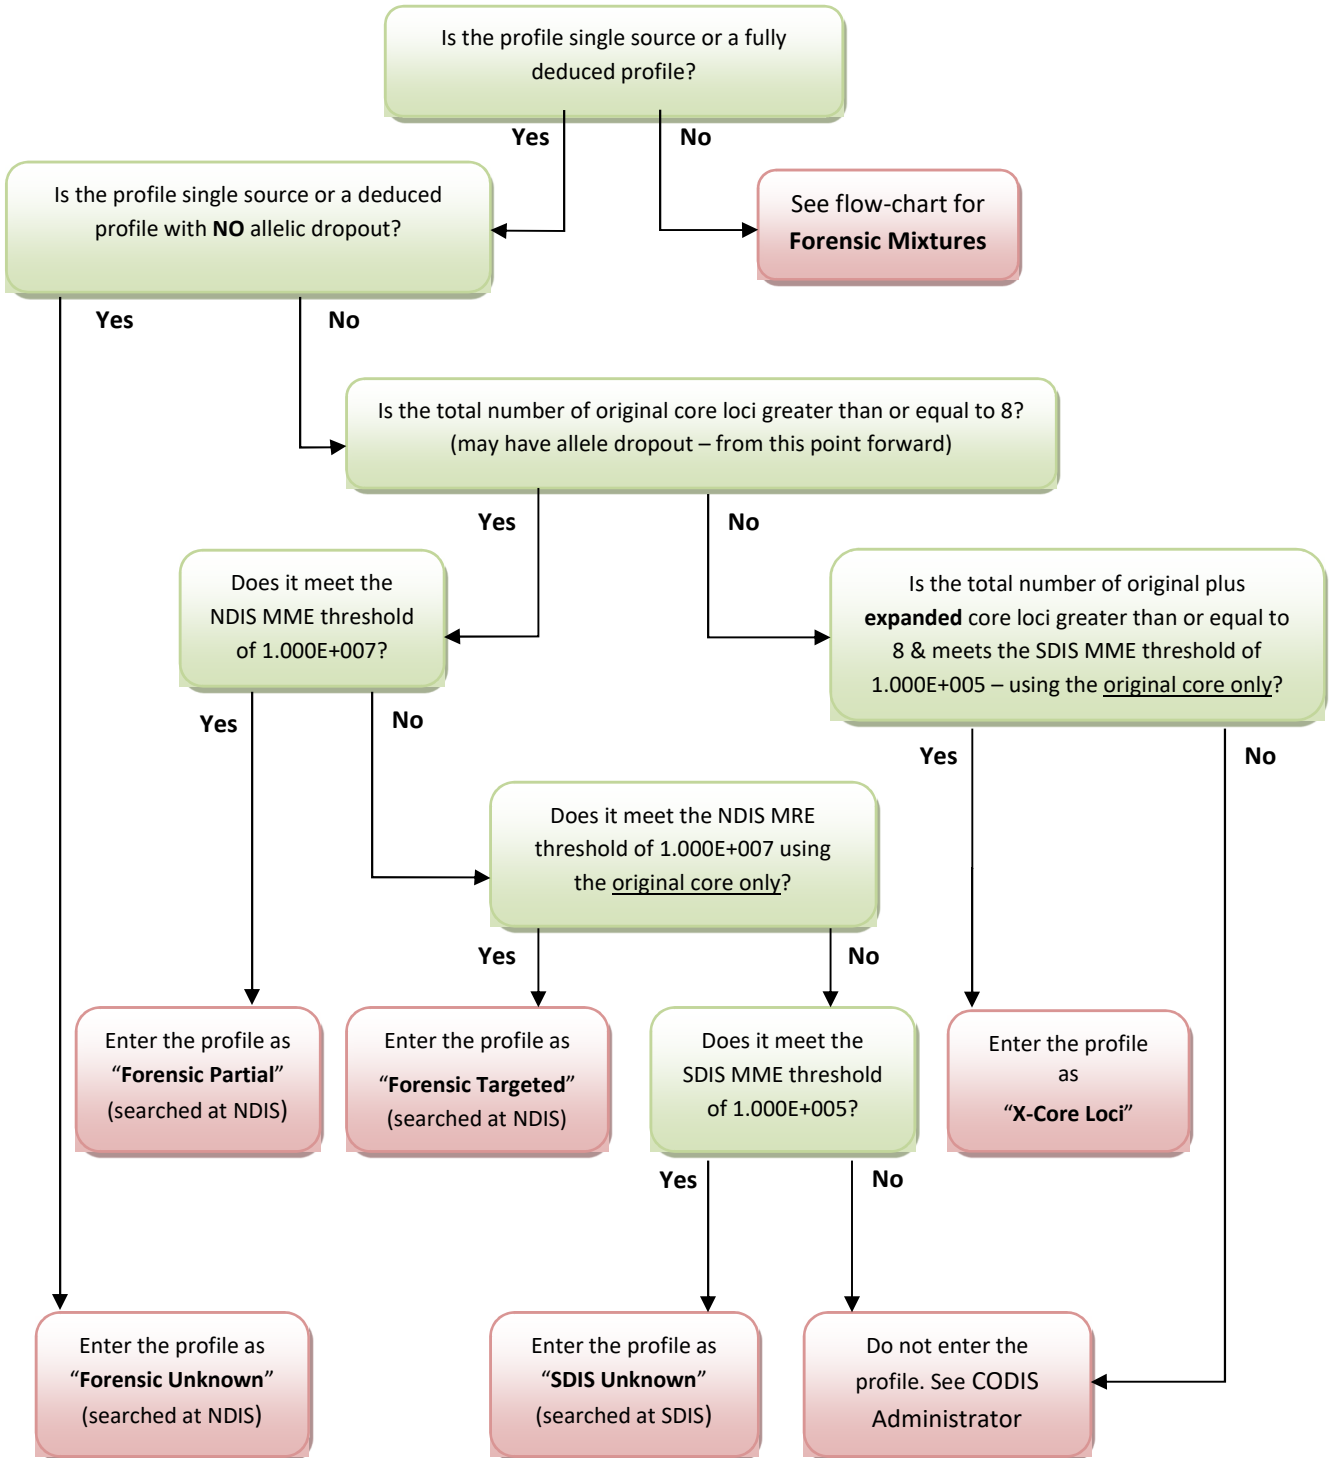 Is the profile single source or a fully
deduced profile?
Yes
No
Is the profile single source or a deduced
profile with NO allelic dropout?
See flow-chart for
Forensic Mixtures
Yes
No
Is the total number of original core loci greater than or equal to 8?
(may have allele dropout – from this point forward)
Yes
No
Does it meet the
NDIS MME threshold
of 1.000E+007?
Is the total number of original plus
expanded core loci greater than or equal to
8 & meets the SDIS MME threshold of
1.000E+005 – using the original core only?
Yes
No
Yes
No
Does it meet the NDIS MRE
threshold of 1.000E+007 using
the original core only?
Yes
No
Enter the profile as
“Forensic Partial”
(searched at NDIS)
Enter the profile as
“Forensic Targeted”
(searched at NDIS)
Does it meet the
SDIS MME threshold
of 1.000E+005?
Enter the profile
as
“X-Core Loci”
Yes
No
Enter the profile as
“Forensic Unknown”
(searched at NDIS)
Enter the profile as
“SDIS Unknown”
(searched at SDIS)
Do not enter the
profile. See CODIS
Administrator